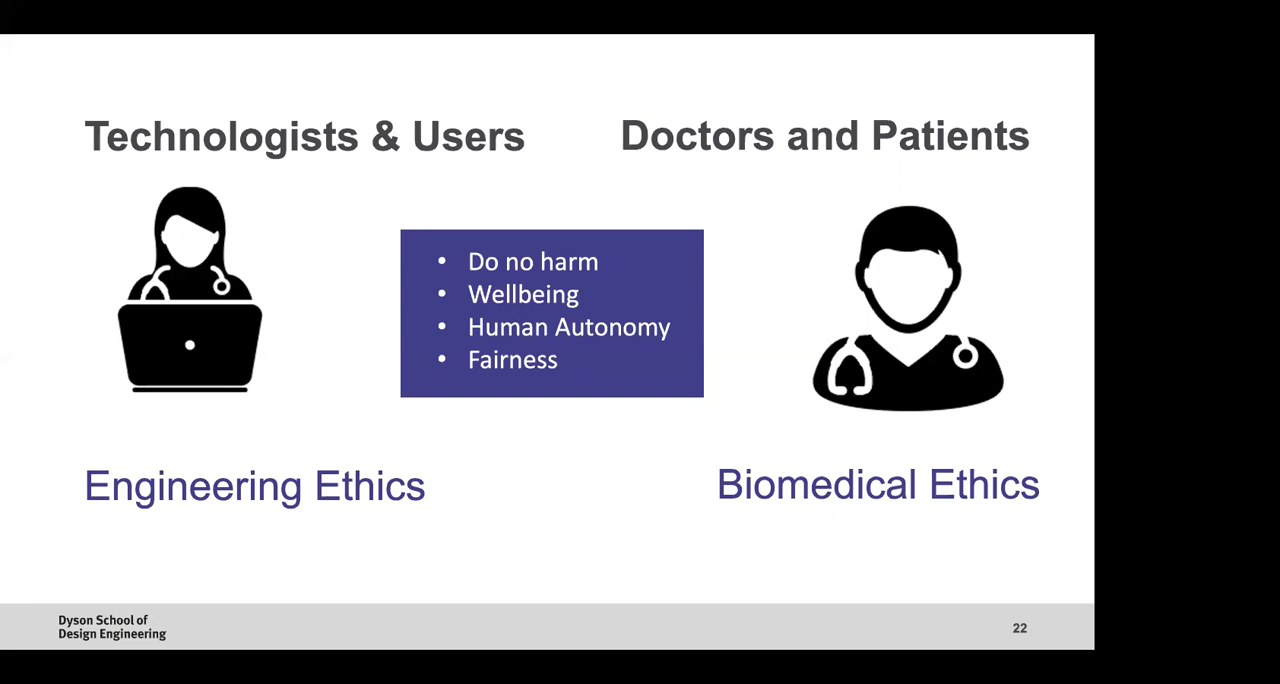 Technologists & Users
Doctors and Patients
• Do no harm
• Wellbeing
• Human Autonomy
• Fairness
Engineering Ethics
Biomedical Ethics
Dyson School of
Design Engineering
22